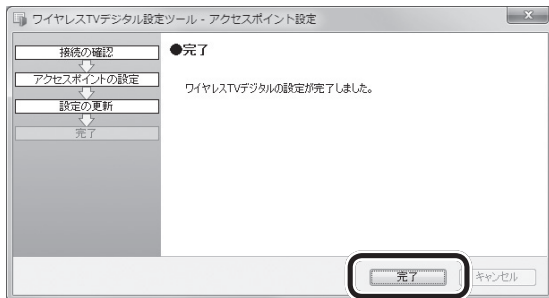 ワイヤレスTVデジタル設定ツール - アクセスポイント設定
接続の確認
アクセスポイントの設定
設定の更新
完了
●完了
ワイヤレスTVデジタルの設定が完了しました。
完了
キャンセル